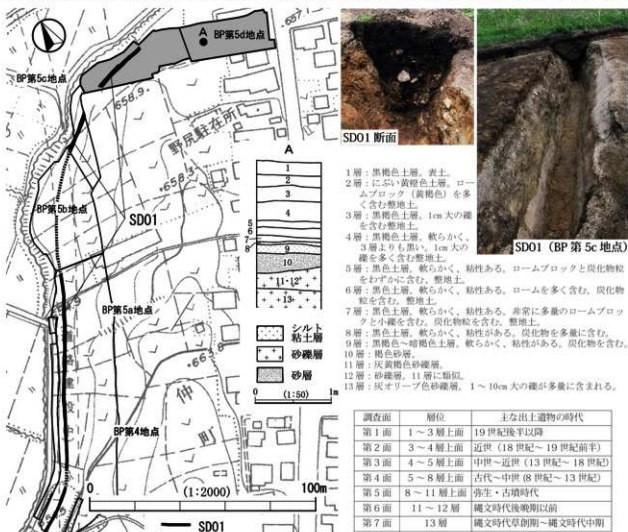 A
BP第5d地点
657
BP第5c地点
658.9
野尻駐在所
658.3
BP第5b地点
SD01
BP第5a地点
663.8
仲
町
BP第4地点
(1:2000)
100m
SD01
A
1
2
3
4
5
6
7
8
9
10
11・12
13
シルト
粘土層
砂礫層
砂層
0
(1:50)
1m
SD01 断面
SD01(BP 第 5c 地点)
1層:黒褐色土層。表土。
2層:にぶい黄橙色土層。ロー
ムブロック(黄褐色)を多
く含む整地土。
3層:黒褐色土層。1cm 大の礫
を含む整地土。
4層:黒褐色土層。軟らかく、
3層よりも黒い。1cm 大の
礫を多く含む整地土。
5層:黒色土層。軟らかく、粘性ある。ロームブロックと炭化物粒
をわずかに含む、整地土。
6層:黒色土層。軟らかく、粘性ある。ロームを多く含む。炭化物
粒を含む。整地土。
7層:黒色土層。軟らかく、粘性ある。非常に多量のロームブロッ
クと小礫を含む。炭化物粒を含む。整地土。
8層:黒色土層。軟らかく、粘性がある。炭化物を多量に含む。
9層:黒褐色~暗褐色土層。軟らかく、粘性がある。炭化物を含む。
10層:褐色砂層。
11層:灰黄褐色砂礫層。
12層:砂礫層。11層に類似。
13層:灰オリーブ色砂礫層。1~10cm 大の礫が多量に含まれる。
調査面 層位 主な出土遺物の時代
第1面 1~3層上面 19世紀後半以降
第2面 3~4層上面 近世(18世紀~19世紀前半)
第3面 4~5層上面 中世~近世(13世紀~18世紀)
第4面 5~8層上面 古代~中世(8世紀~13世紀)
第5面 8~11層上面 弥生・古墳時代
第6面 11~12層 縄文時代後晩期以前
第7面 13層 縄文時代草創期~縄文時代中期